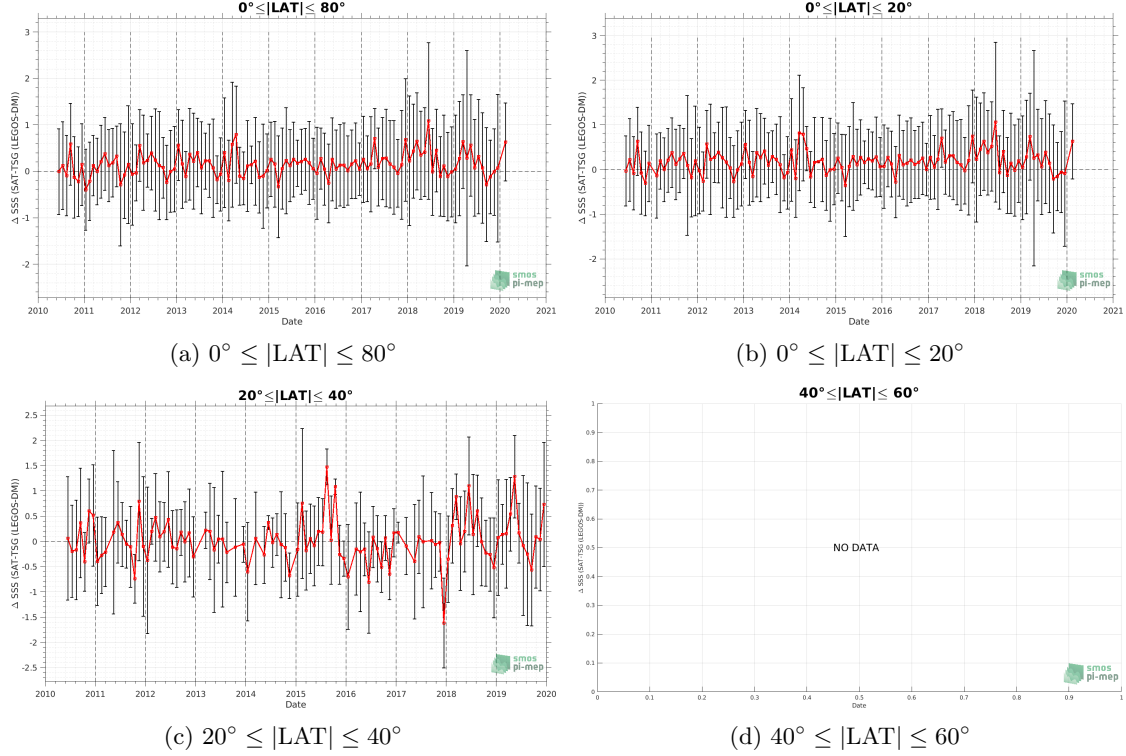 0°≤|LAT|≤ 80°
3
2
1
0
-1
-2
Δ SSS (SAT-TSG (LEGOS-DM))
2010 2011 2012 2013 2014 2015 2016 2017 2018 2019 2020 2021
Date
smos
pi-mep
(a) 0° ≤ |LAT| ≤ 80°
0°≤|LAT|≤ 20°
3
2
1
0
-1
-2
Δ SSS (SAT-TSG (LEGOS-DM))
2010 2011 2012 2013 2014 2015 2016 2017 2018 2019 2020 2021
Date
smos
pi-mep
(b) 0° ≤ |LAT| ≤ 20°
20°≤|LAT|≤ 40°
2.5
2
1.5
1
0.5
0
-0.5
-1
-1.5
-2
-2.5
Δ SSS (SAT-TSG (LEGOS-DM))
2010 2011 2012 2013 2014 2015 2016 2017 2018 2019 2020
Date
smos
pi-mep
(c) 20° ≤ |LAT| ≤ 40°
40°≤|LAT|≤ 60°
1
0.9
0.8
0.7
0.6
0.5
0.4
0.3
0.2
0.1
0
Δ SSS (SAT-TSG (LEGOS-DM))
NO DATA
0 0.1 0.2 0.3 0.4 0.5 0.6 0.7 0.8 0.9 1
Date
smos
pi-mep
(d) 40° ≤ |LAT| ≤ 60°